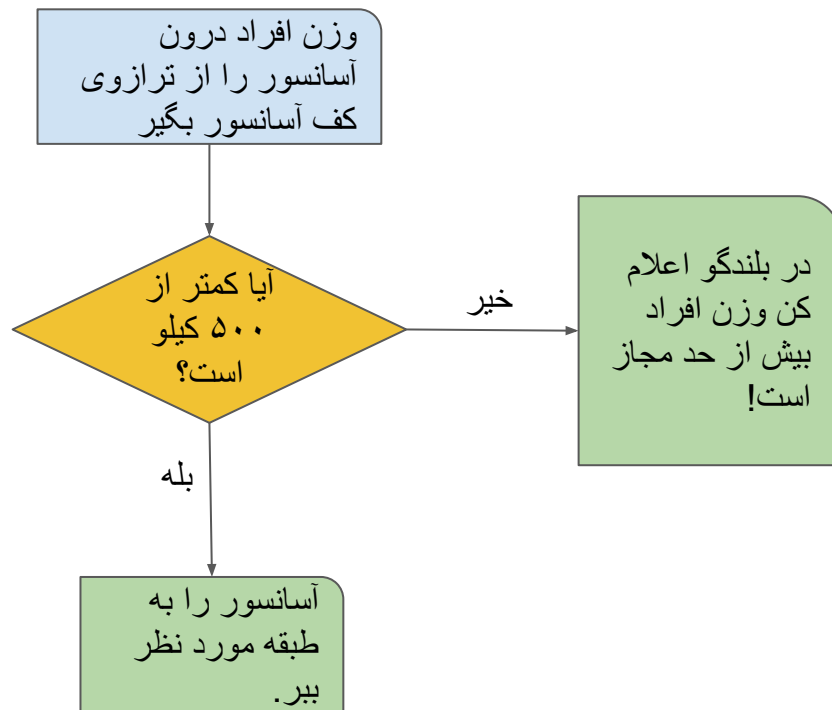 وزن افراد درون
آسانسور را از ترازوی
کف آسانسور بگیر
آیا کمتر از
۵۰۰ کیلو
است؟
خیر
در بلندگو اعلام
کن وزن افراد
بیش از حد مجاز
است!
بله
آسانسور را به
طبقه مورد نظر
ببر.